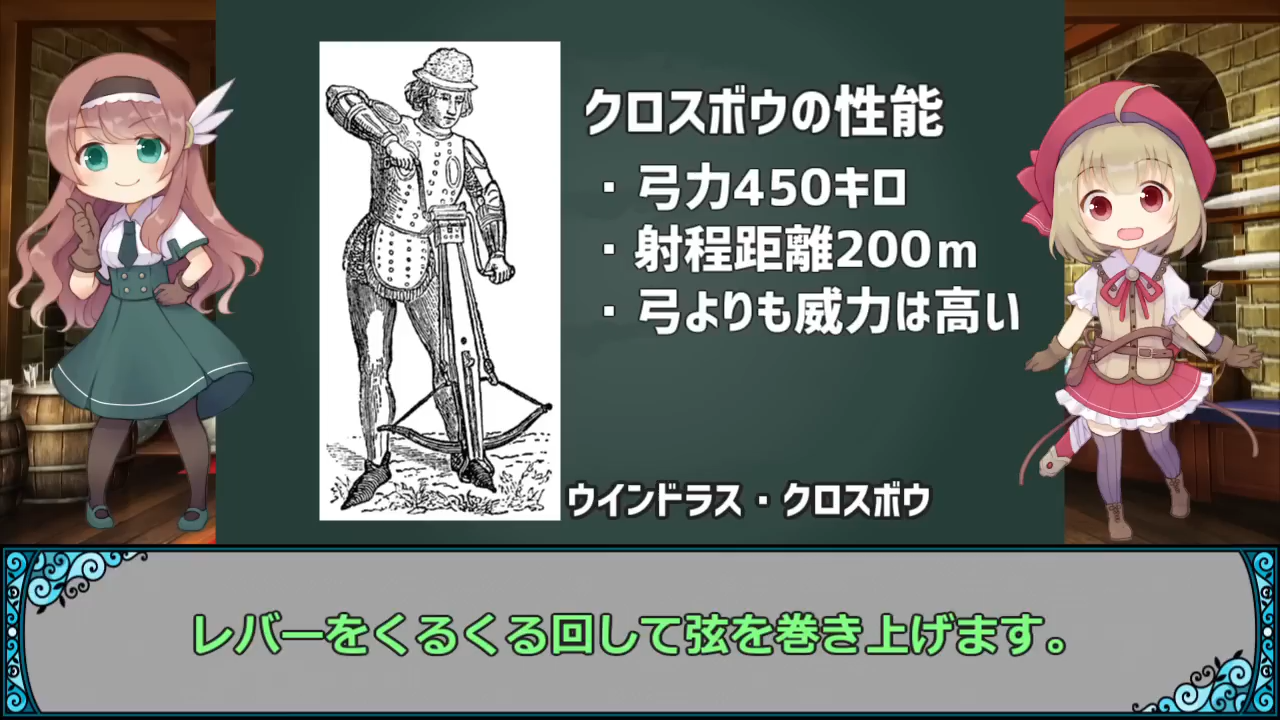 クロスボウの性能
・弓力450キロ
・射程距離200m
・弓よりも威力は高い
ウインドラス・クロスボウ
レバーをくるくる回して弦を巻き上げます。